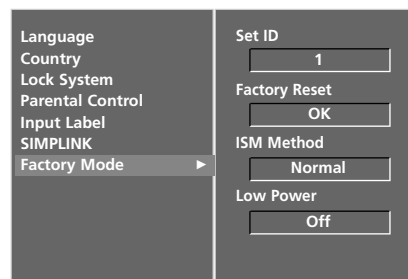 Language
Country
Lock System
Parental Control
Input Label
SIMPLINK
Factory Mode ►
Set ID
1
Factory Reset
OK
ISM Method
Normal
Low Power
Off